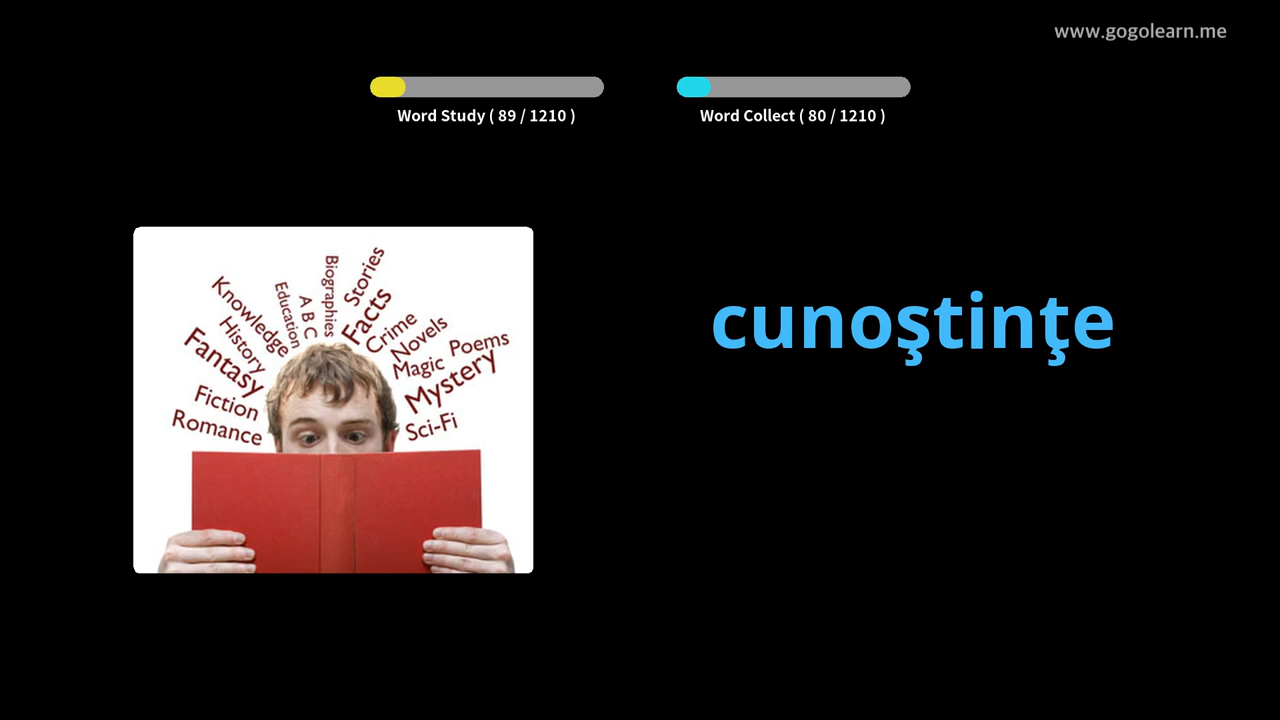 www.gogolearn.me
Word Study ( 89 / 1210 )
Word Collect ( 80 / 1210 )
cunoştinţe
Knowledge
Education
A B C
Biographies
Stories
Facts
History
Crime
Novels
Fantasy
Magic
Poems
Mystery
Fiction
Romance
Sci-Fi